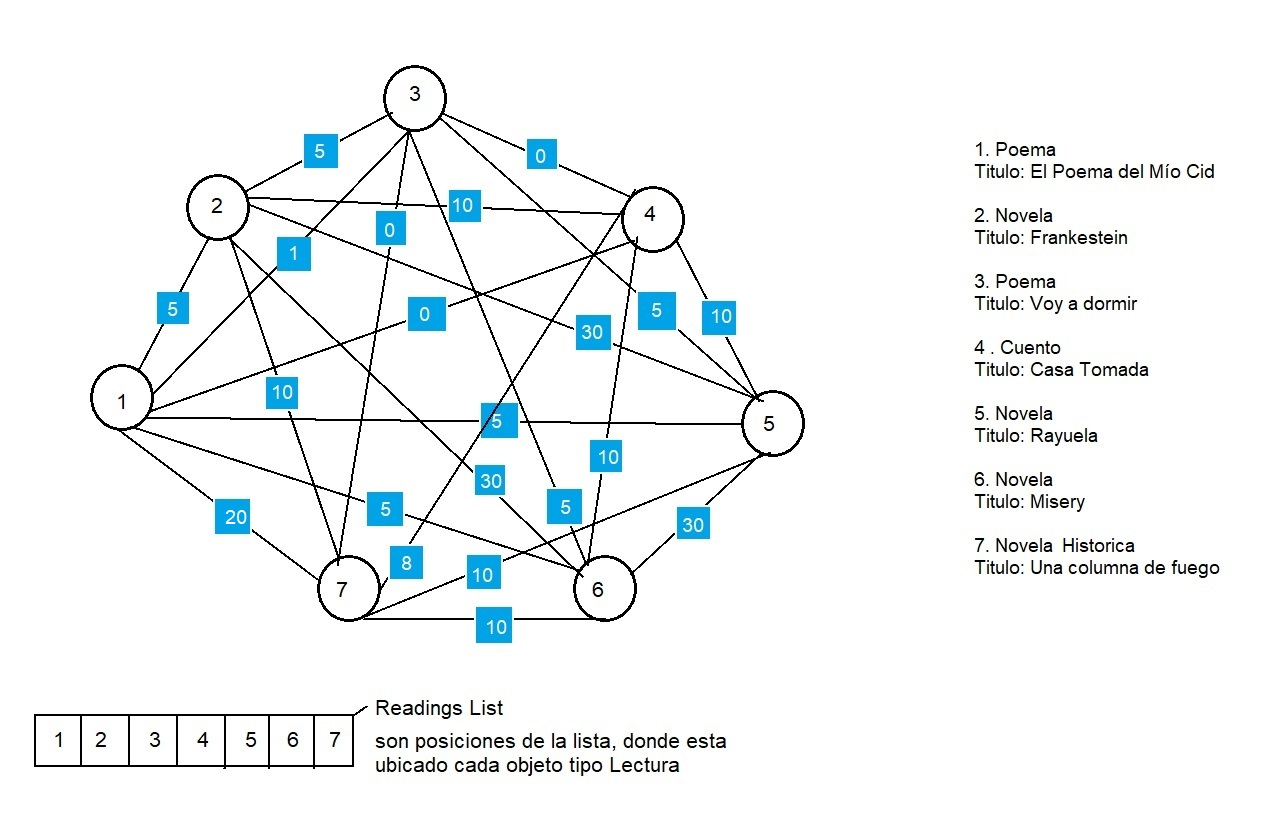 3
5
0
2
10
4
0
1
5
0
5
10
30
10
1
5
5
10
30
5
5
20
30
8
10
7
6
10
1. Poema
Titulo: El Poema del Mío Cid
2. Novela
Titulo: Frankestein
3. Poema
Titulo: Voy a dormir
4 . Cuento
Titulo: Casa Tomada
5. Novela
Titulo: Rayuela
6. Novela
Titulo: Misery
7. Novela Historica
Titulo: Una columna de fuego
Readings List
1 2 3 4 5 6 7
son posiciones de la lista, donde esta
ubicado cada objeto tipo Lectura